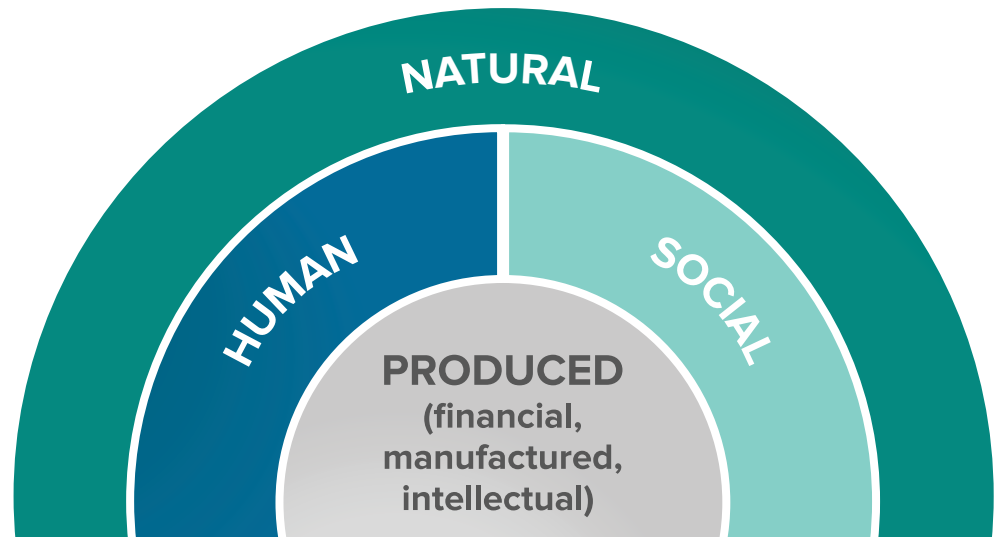 NATURAL
HUMAN
SOCIAL
PRODUCED
(financial,
manufactured,
intellectual)